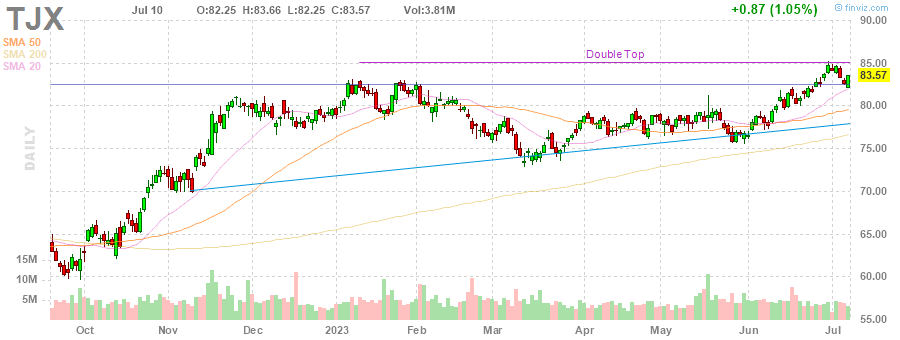 TJX Jul 10 O:82.25 H:83.66 L:82.25 C:83.57 Vol:3.81M +0.87 (1.05%) © finviz.com
90.00
SMA 50
SMA 200
SMA 20
Double Top
85.00
83.57
80.00
DAILY
75.00
70.00
65.00
15M
10M
60.00
5M
55.00
Oct Nov Dec 2023 Feb Mar Apr May Jun Jul